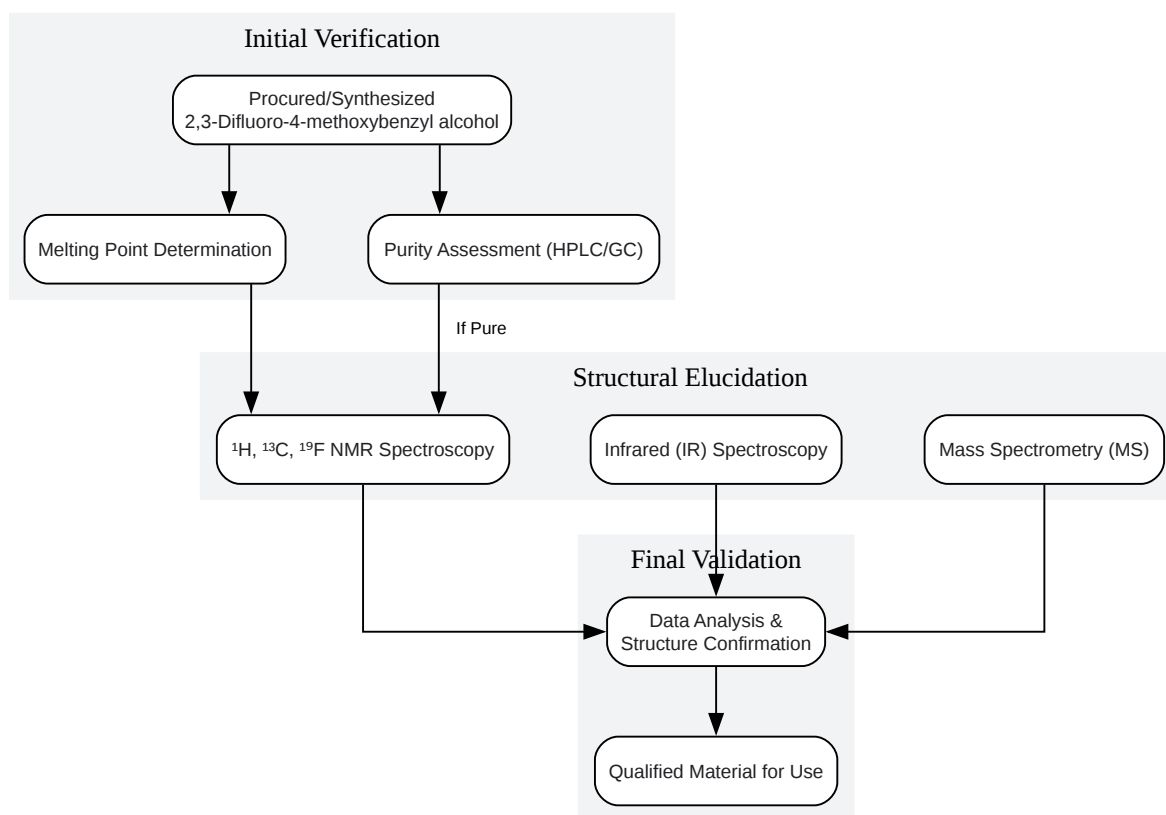 Initial Verification
Procured/Synthesized
2,3-Difluoro-4-methoxybenzyl alcohol
Melting Point Determination
Purity Assessment (HPLC/GC)
If Pure
Structural Elucidation
¹H, ¹³C, ¹⁹F NMR Spectroscopy
Infrared (IR) Spectroscopy
Mass Spectrometry (MS)
Final Validation
Data Analysis &
Structure Confirmation
Qualified Material for Use